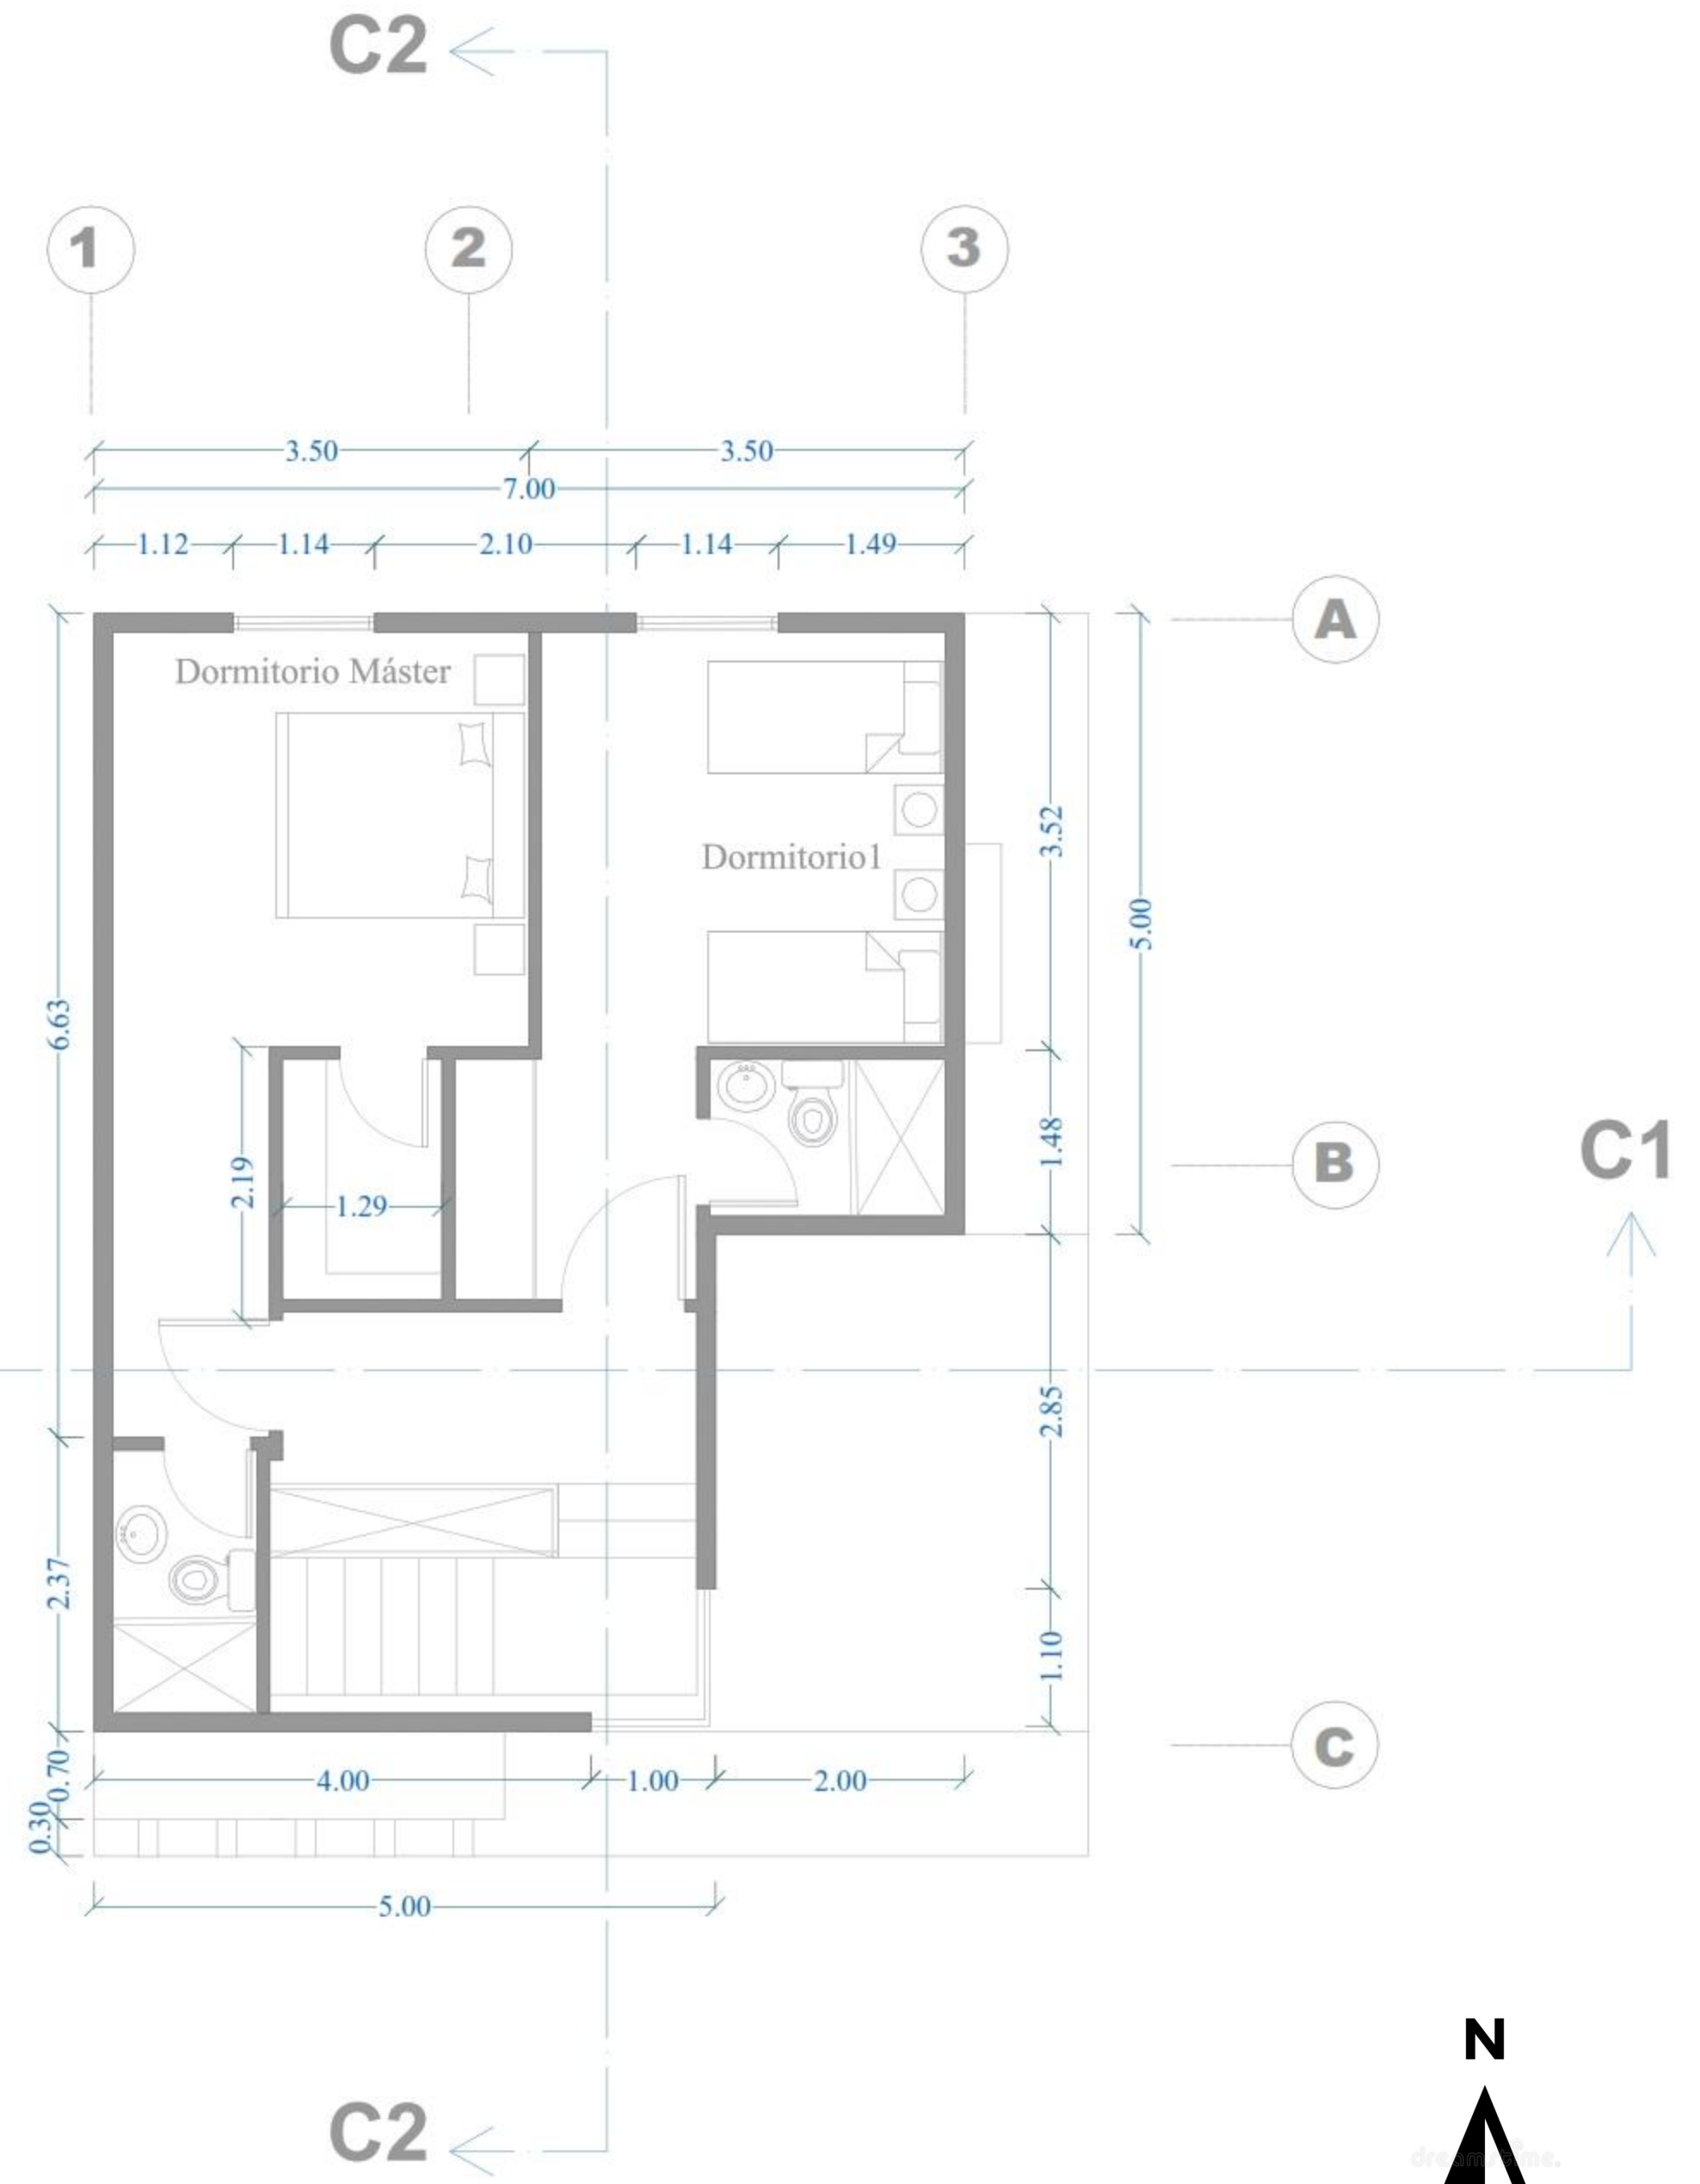 C2
1 2 3
3.50 3.50
7.00
1.12 1.14 2.10 1.14 1.49
A
Dormitorio Máster
3.52
Dormitorio1
5.00
6.63
1.48
B
C1
2.19
1.29
2.85
2.37
1.10
C
0.70
4.00 1.00 2.00
0.30
5.00
N
C2
dreamstime.